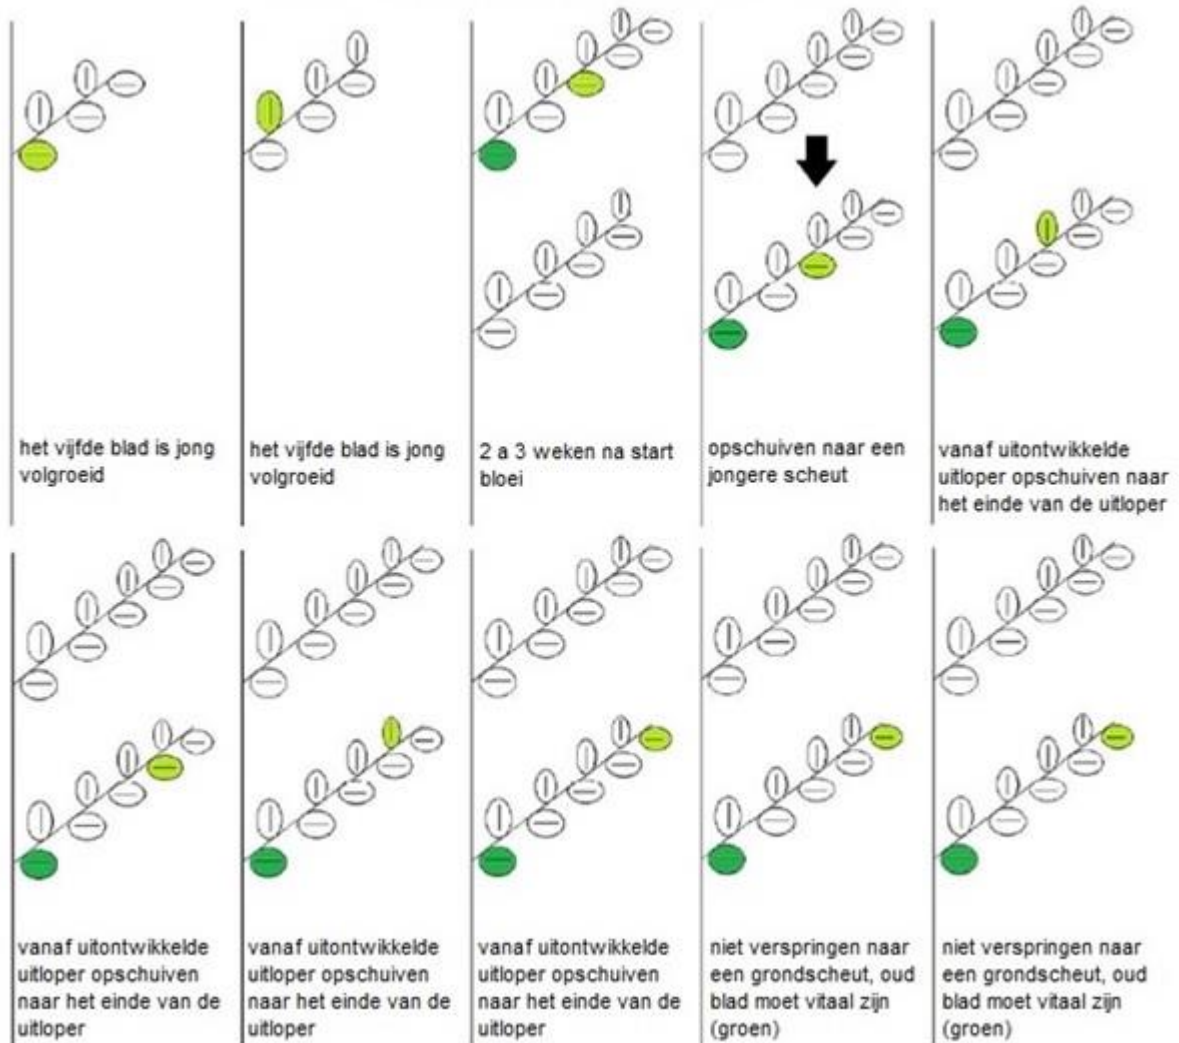 het vijfde blad is jong
volgroeid
het vijfde blad is jong
volgroeid
2 a 3 weken na start
bloei
opschuiven naar een
jongere scheut
vanaf uitontwikkelde
uitloper opschuiven naar
het einde van de uitloper
vanaf uitontwikkelde
uitloper opschuiven
naar het einde van de
uitloper
vanaf uitontwikkelde
uitloper opschuiven
naar het einde van de
uitloper
vanaf uitontwikkelde
uitloper opschuiven
naar het einde van de
uitloper
niet verspringen naar
een grondscheut, oud
blad moet vitaal zijn
(groen)
niet verspringen naar
een grondscheut, oud
blad moet vitaal zijn
(groen)